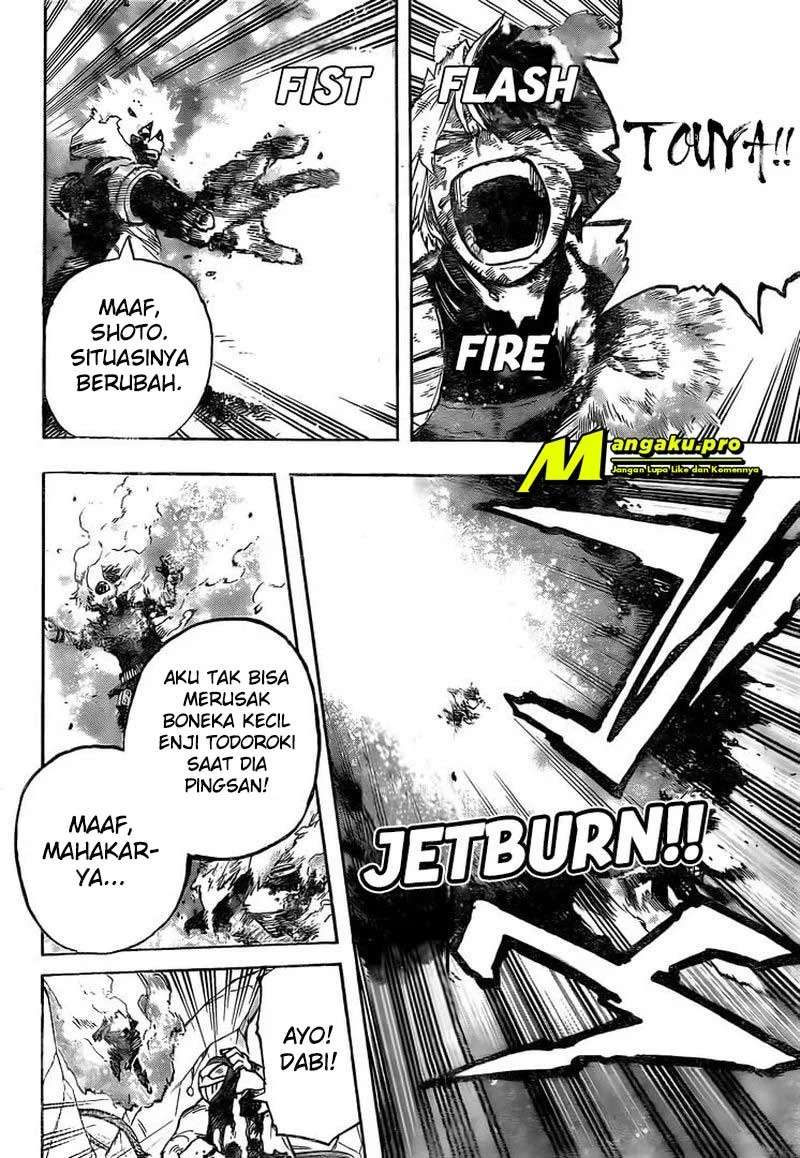 TOUYA!!
FLASH
FIRE
FIST
MAAF,
SHOTO.
SITUASINYA
BERUBAH.
Mangaku.pro
Jangan Lupa Like dan Komennya
JETBURN!!
AKU TAK BISA
MERUSAK
BONEKA KECIL
ENJI TODOROKI
SAAT DIA
PINGSAN!
MAAF,
MAHAKAR-
YA...
AYO!
DABI!